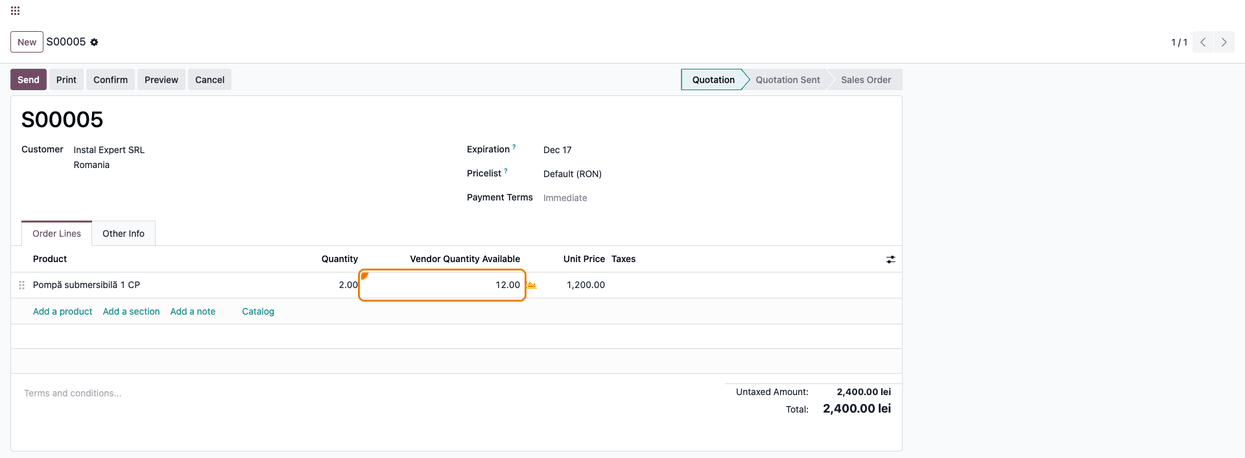 New S00005
1 / 1
Send Print Confirm Preview Cancel
Quotation Quotation Sent Sales Order
S00005
Customer Instal Expert SRL
Romania
Expiration ? Dec 17
Pricelist ? Default (RON)
Payment Terms Immediate
Order Lines Other Info
Product Quantity Vendor Quantity Available Unit Price Taxes
Pompă submersibilă 1 CP 2.00 12.00 1,200.00
Add a product Add a section Add a note Catalog
Terms and conditions...
Untaxed Amount: 2,400.00 lei
Total: 2,400.00 lei